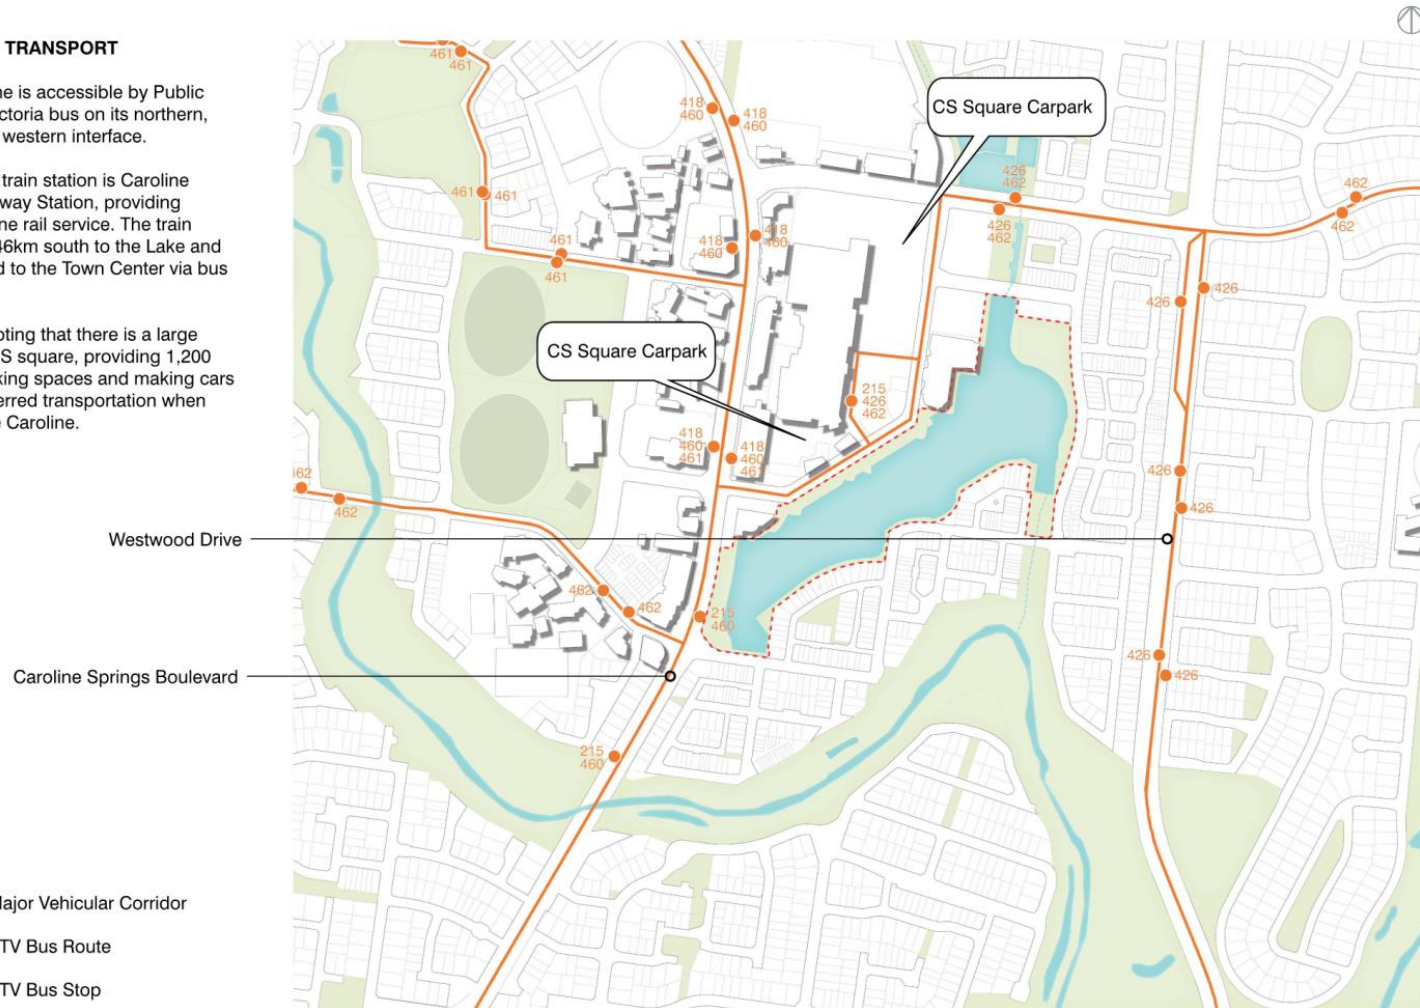 TRANSPORT
ne is accessible by Public
ctoria bus on its northern,
western interface.
train station is Caroline
way Station, providing
ne rail service. The train
46km south to the Lake and
d to the Town Center via bus
oting that there is a large
S square, providing 1,200
king spaces and making cars
erred transportation when
e Caroline.
461
461
418
460
418
460
CS Square Carpark
461
461
426
462
462
462
426
462
418
460
418
460
461
461
426
426
CS Square Carpark
215
426
462
418
460
461
418
460
461
462
462
426
426
Westwood Drive
462
462
215
460
426
426
Caroline Springs Boulevard
215
460
ajor Vehicular Corridor
TV Bus Route
TV Bus Stop